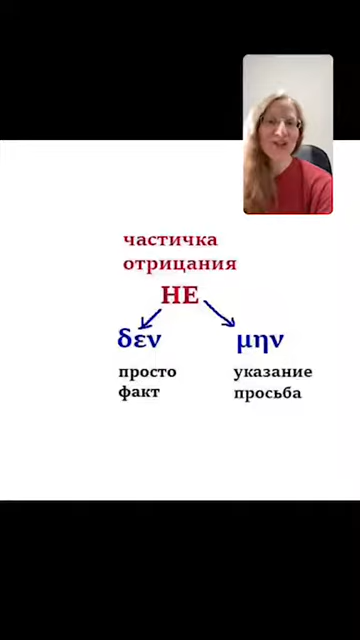 частичка
отрицания
НЕ
δεν
μην
просто
факт
указание
просьба